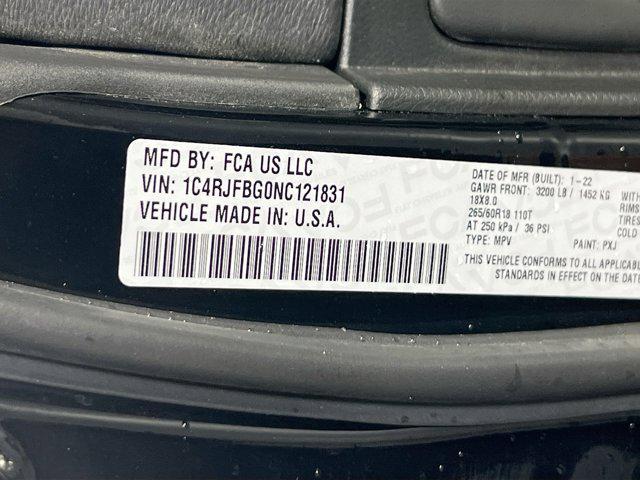 MFD BY: FCA US LLC
VIN: 1C4RJFBG0NC121831
VEHICLE MADE IN: U.S.A.
DATE OF MFR (BUILT): 1-22
GAWR FRONT: 3200 LB / 1452 KG WITH
18X8.0 RIMS
265/60R18 110T TIRES
AT 250 kPa / 36 PSI COLD
TYPE: MPV PAINT: PXJ
THIS VEHICLE CONFORMS TO ALL APPLICABL
STANDARDS IN EFFECT ON THE DATE